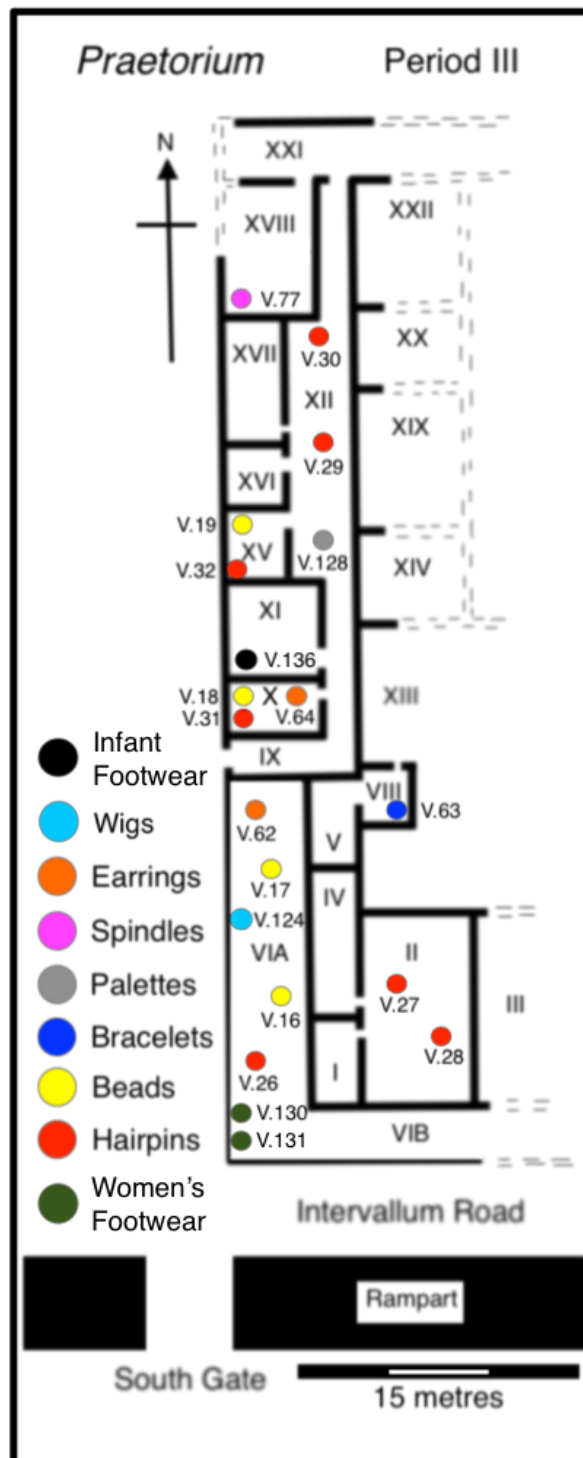 Praetorium Period III
N
XXI
XXII
XVIII
V.77
XVII
V.30
XX
XII
XIX
V.29
XVI
V.19
XV
V.128
V.32
XIV
XI
V.136
V.18 X
V.31 V.64
XIII
IX
VIII
V.63
V.62
V
V.17
IV
V.124
VIA
II
V.27
V.16
III
V.28
V.26
I
V.130
VIB
V.131
Infant
Footwear
Wigs
Earrings
Spindles
Palettes
Bracelets
Beads
Hairpins
Women's
Footwear
Intervallum Road
Rampart
South Gate
15 metres